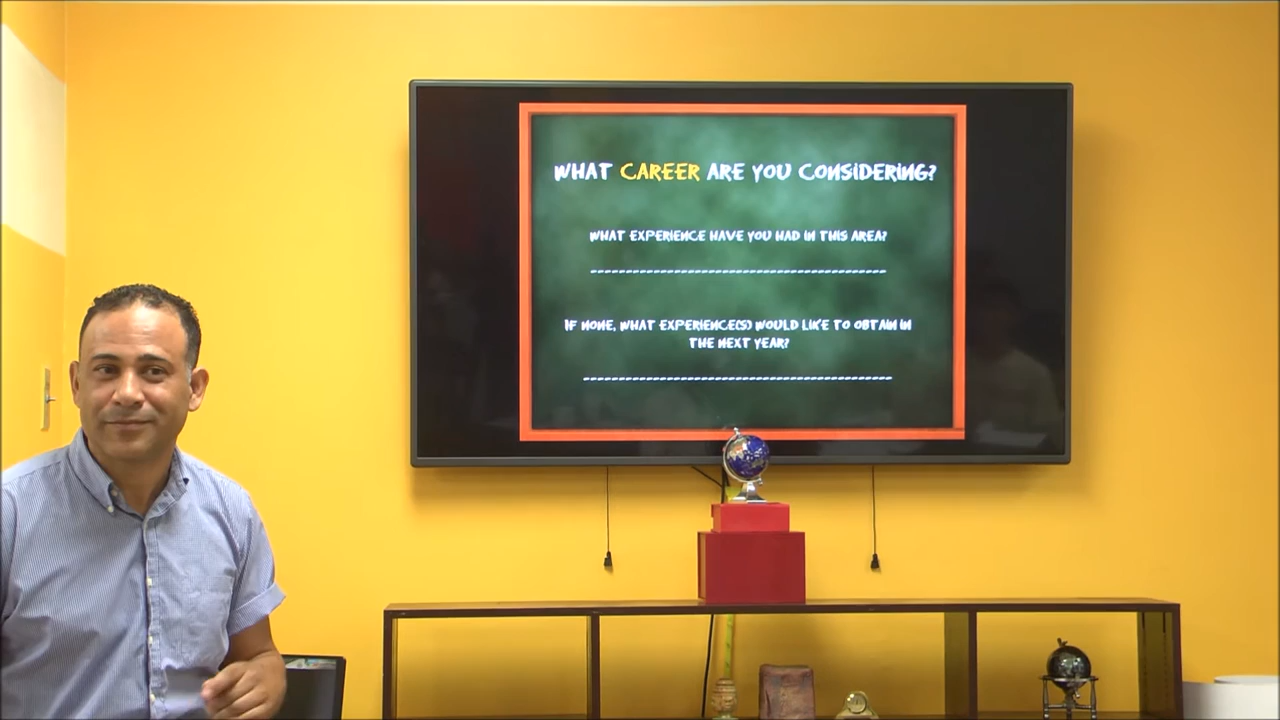 WHAT CAREER ARE YOU CONSIDERING?
WHAT EXPERIENCE HAVE YOU HAD IN THIS AREA?
IF NONE, WHAT EXPERIENCE(S) WOULD LIKE TO OBTAIN IN
THE NEXT YEAR?